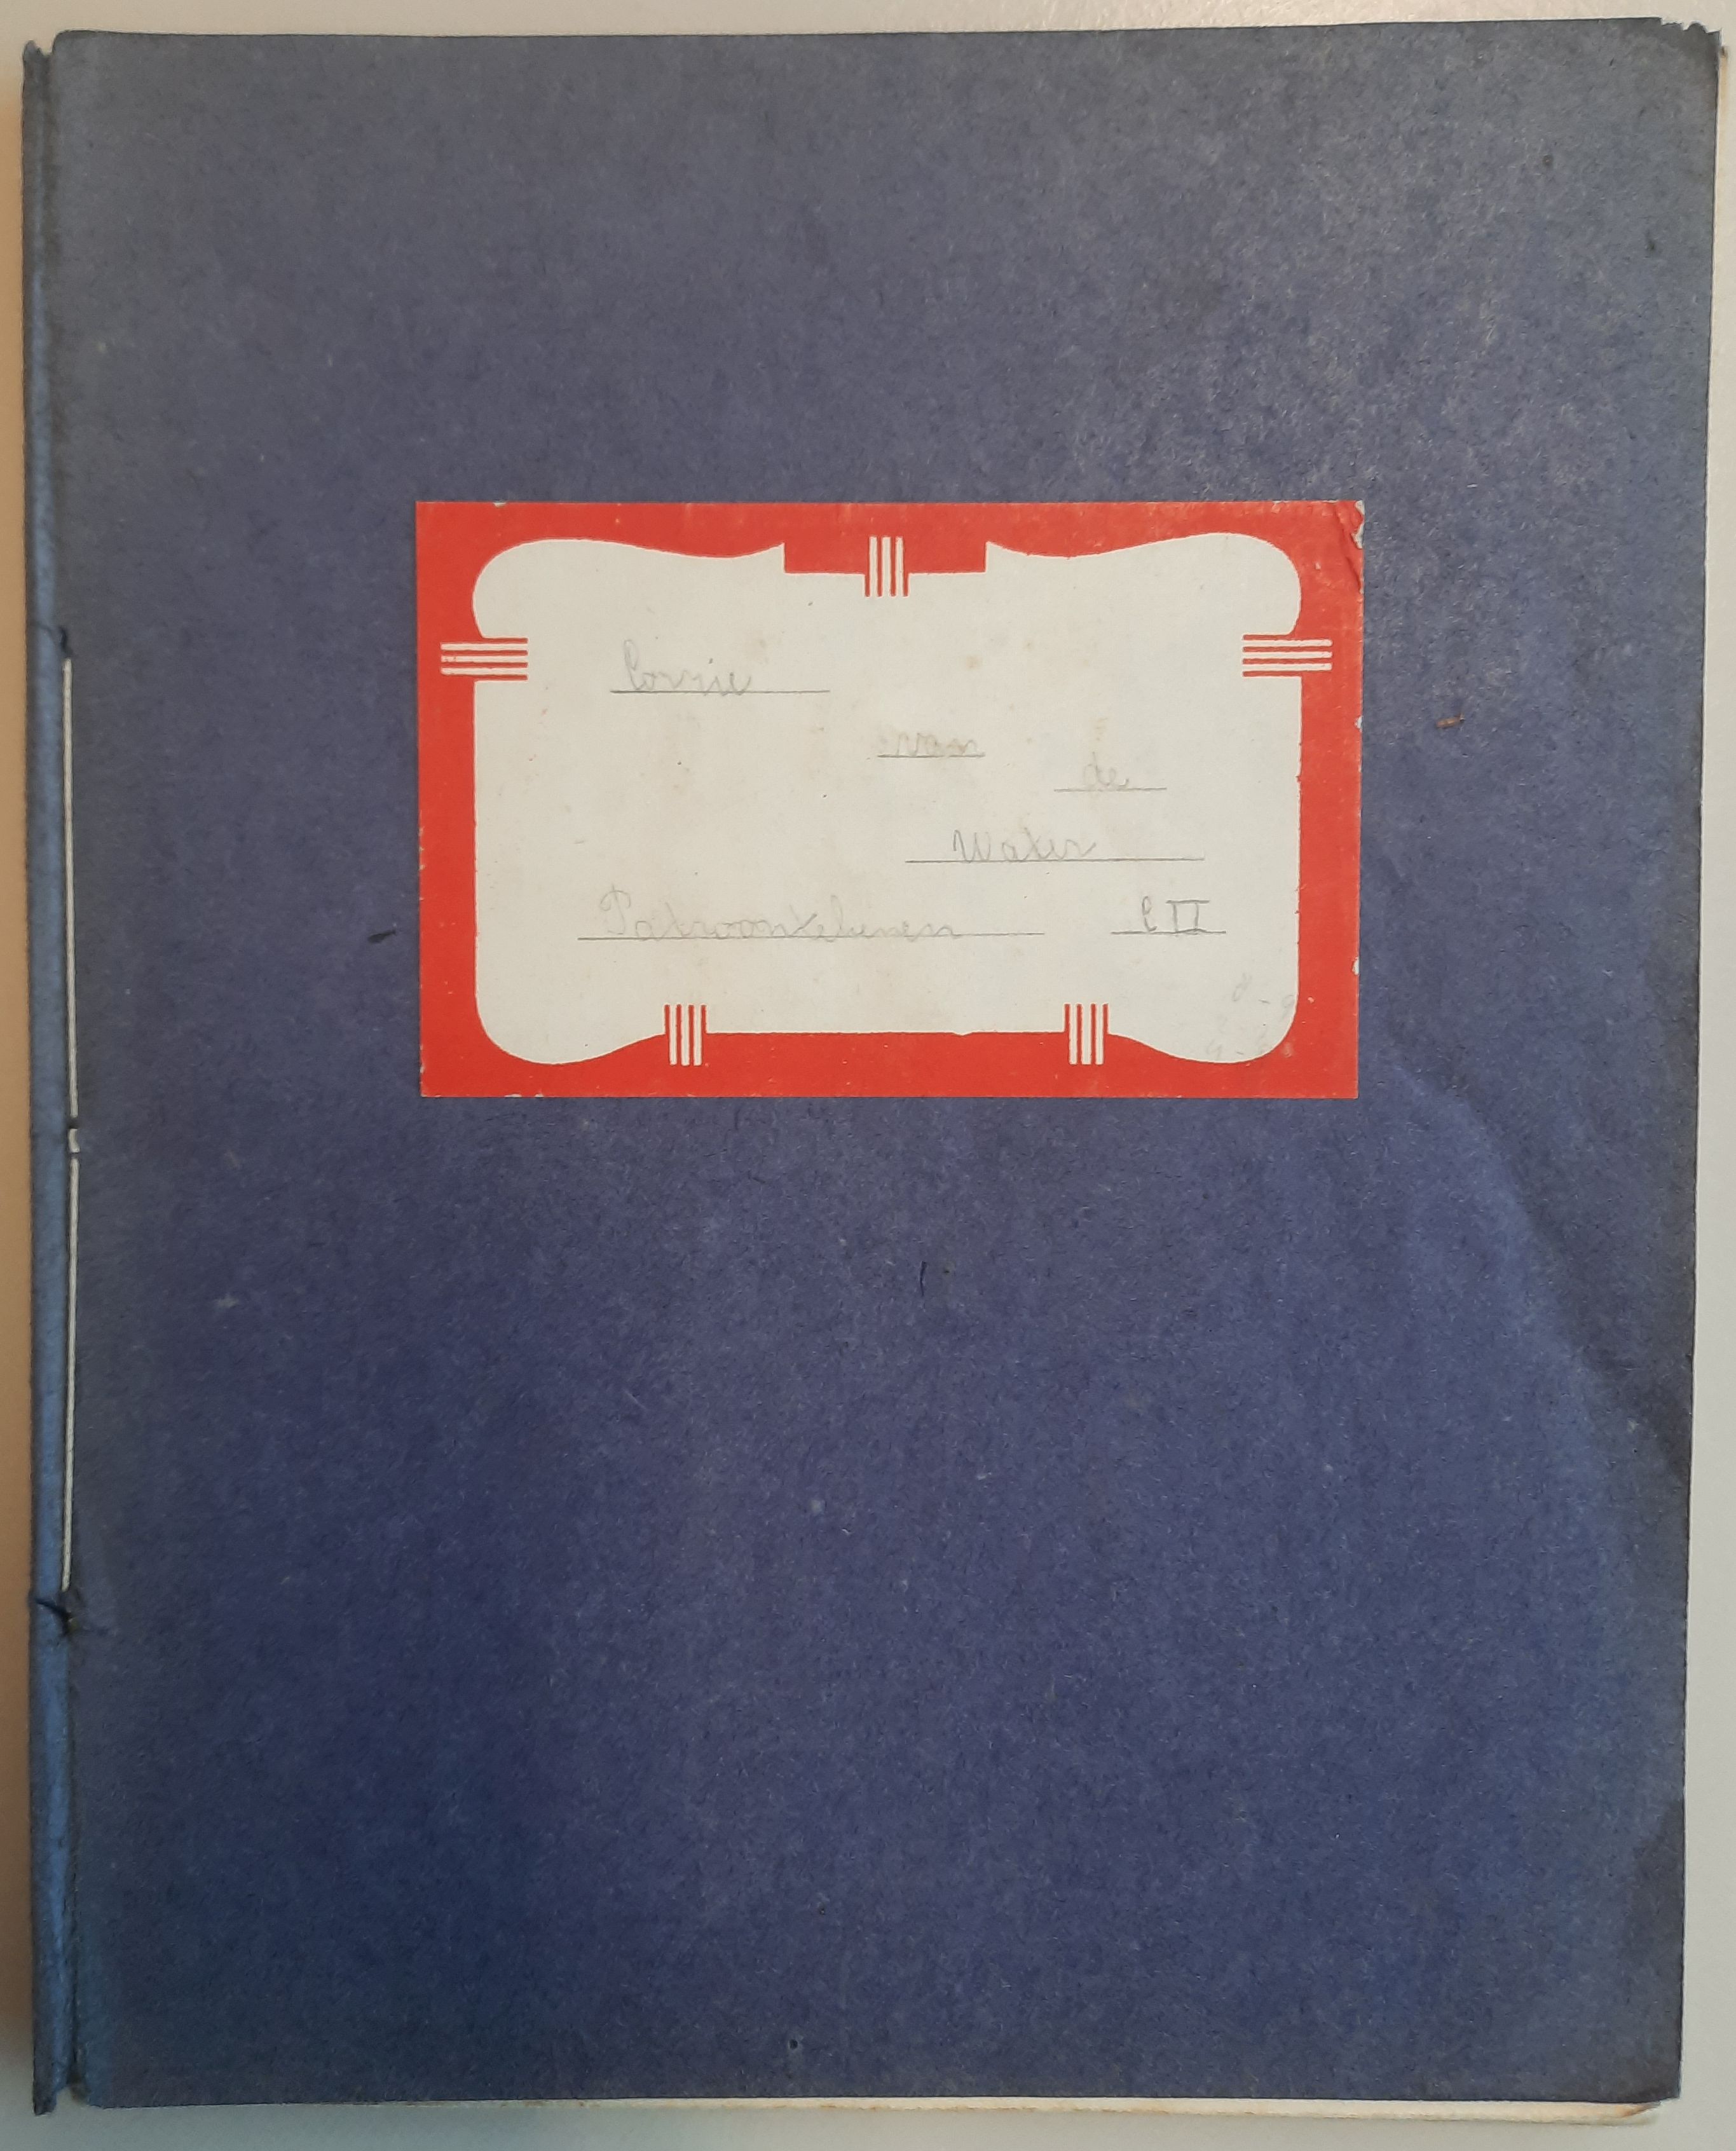 Corrie
van
de
Water
Patroontekenen C II